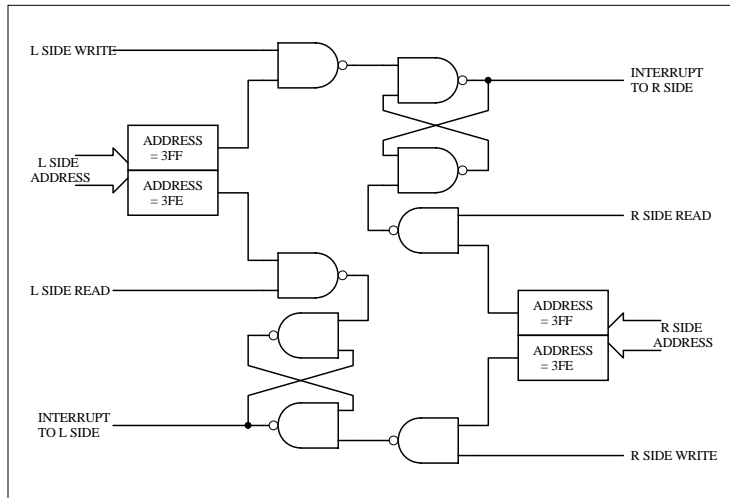 L SIDE WRITE
INTERRUPT
TO R SIDE
ADDRESS
= 3FF
L SIDE
ADDRESS
ADDRESS
= 3FE
R SIDE READ
L SIDE READ
ADDRESS
= 3FF
R SIDE
ADDRESS
ADDRESS
= 3FE
INTERRUPT
TO L SIDE
R SIDE WRITE